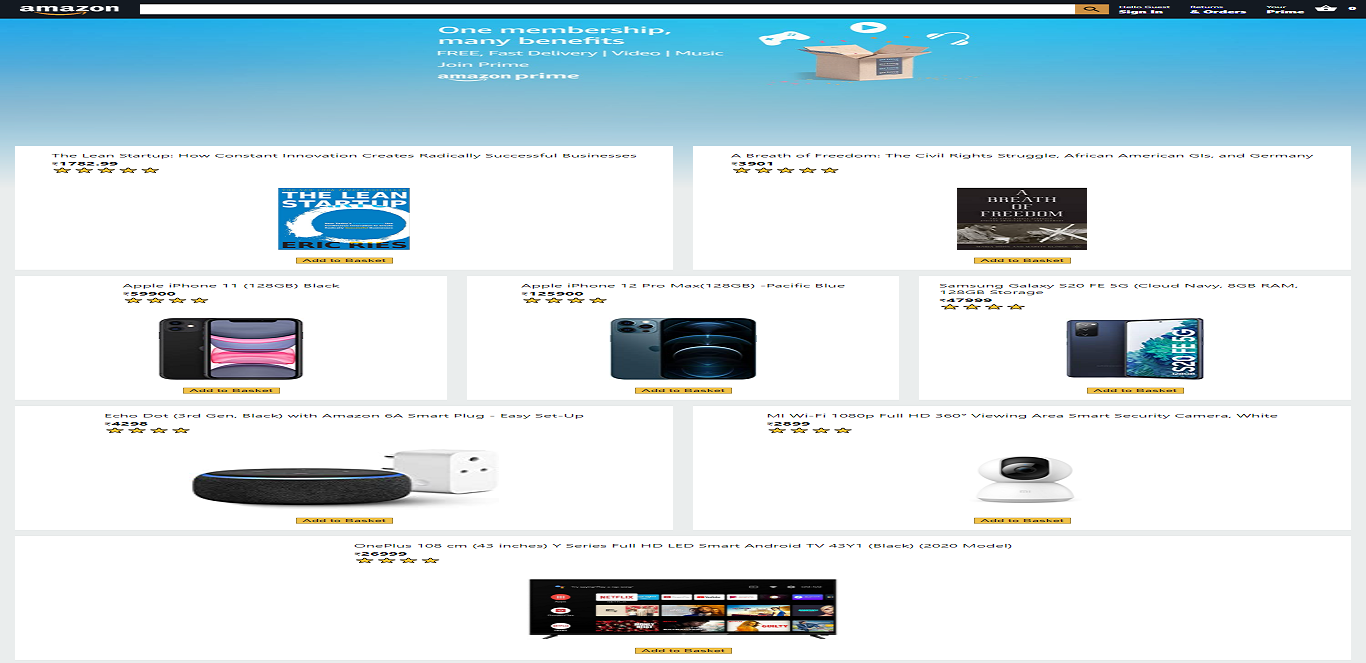 amazon
Hello Guest
Sign In
Returns
& Orders
Your
Prime
0
One membership,
many benefits
FREE, Fast Delivery | Video | Music
Join Prime
amazon prime
The Lean Startup: How Constant Innovation Creates Radically Successful Businesses
₹1782.99
THE LEAN
STARTUP
ERIC RIES
Add to Basket
A Breath of Freedom: The Civil Rights Struggle, African American GIs, and Germany
₹3901
A
BREATH
OF
FREEDOM
Add to Basket
Apple iPhone 11 (128GB) Black
₹59900
Add to Basket
Apple iPhone 12 Pro Max(128GB) -Pacific Blue
₹125900
Add to Basket
Samsung Galaxy S20 FE 5G (Cloud Navy, 8GB RAM,
128GB Storage
₹47999
S20 FE 5G
128GB
Add to Basket
Echo Dot (3rd Gen, Black) with Amazon 6A Smart Plug - Easy Set-Up
₹4298
Add to Basket
MI Wi-Fi 1080p Full HD 360° Viewing Area Smart Security Camera, White
₹2899
Add to Basket
OnePlus 108 cm (43 inches) Y Series Full HD LED Smart Android TV 43Y1 (Black) (2020 Model)
₹26999
NETFLIX
GUILTY
Add to Basket